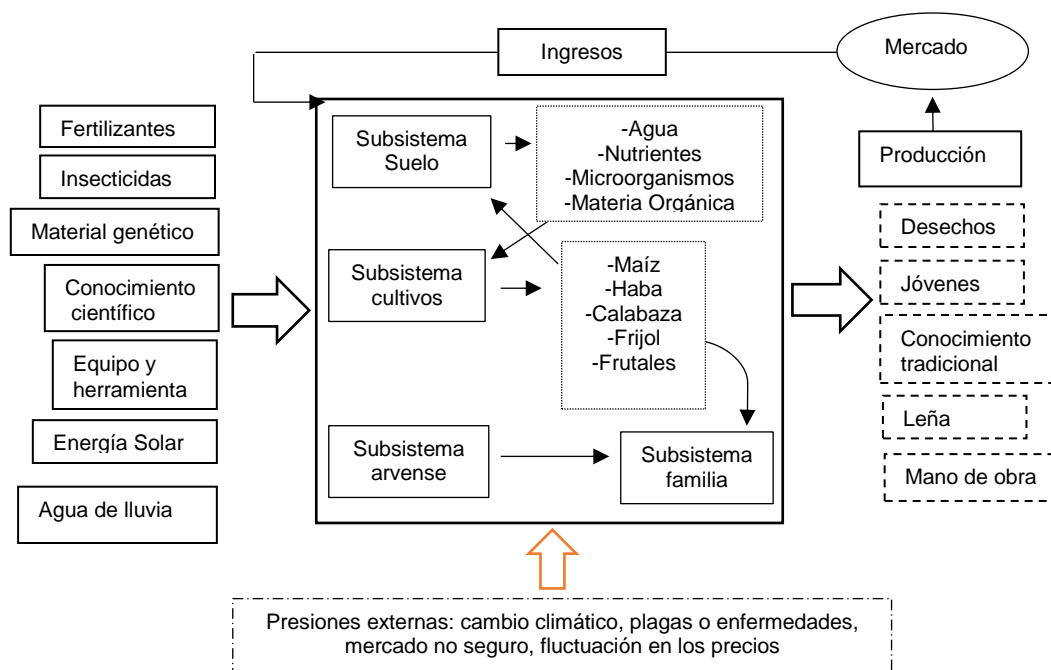 Ingresos
Mercado
Fertilizantes
Insecticidas
Material genético
Conocimiento
científico
Equipo y
herramienta
Energía Solar
Agua de lluvia
Subsistema
Suelo
-Agua
-Nutrientes
-Microorganismos
-Materia Orgánica
Subsistema
cultivos
-Maíz
-Haba
-Calabaza
-Frijol
-Frutales
Subsistema
arvense
Subsistema
familia
Producción
Desechos
Jóvenes
Conocimiento
tradicional
Leña
Mano de obra
Presiones externas: cambio climático, plagas o enfermedades,
mercado no seguro, fluctuación en los precios